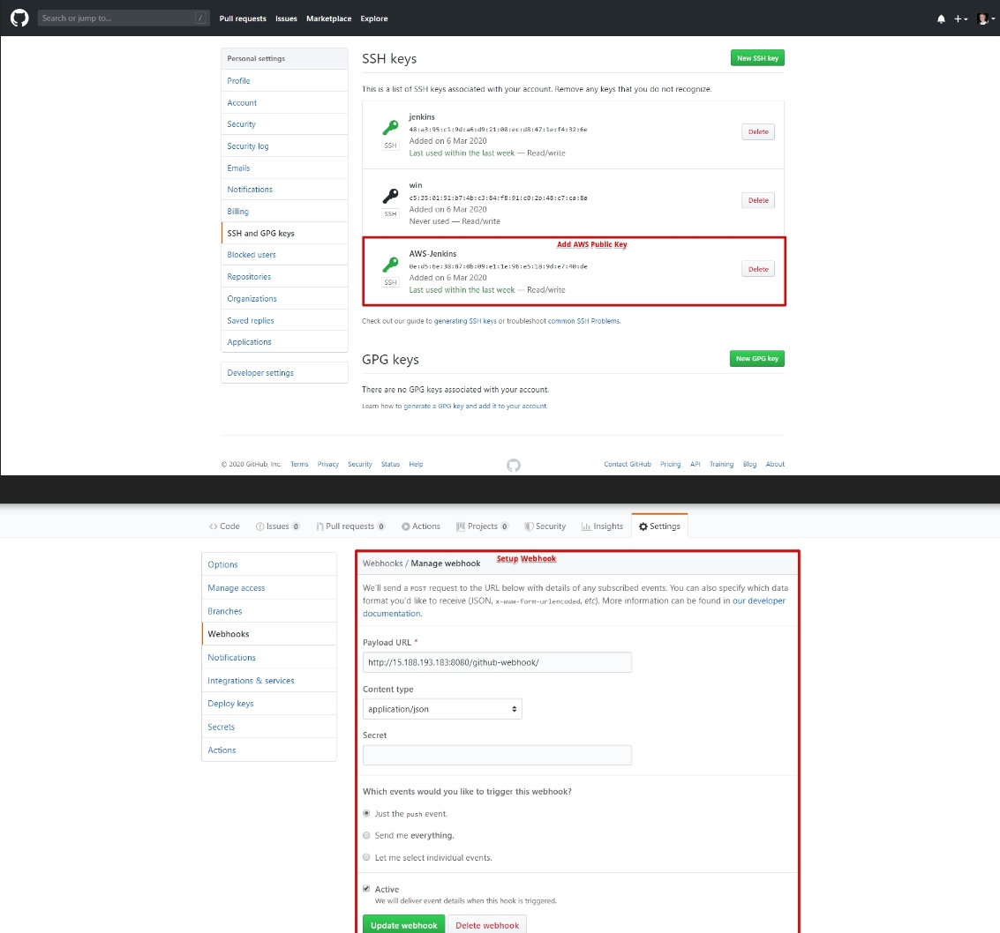 Search or jump to... /
Pull requests Issues Marketplace Explore
Personal settings
Profile
Account
Security
Security log
Emails
Notifications
Billing
SSH and GPG keys
Blocked users
Repositories
Organizations
Saved replies
Applications
Developer settings
SSH keys
New SSH key
This is a list of SSH keys associated with your account. Remove any keys that you do not recognize.
jenkins
48:a3:95:c1:9d:a6:d9:21:08:ec:d8:47:1e:f4:32:6e
Added on 6 Mar 2020
Last used within the last week — Read/write
SSH
Delete
win
c5:35:01:51:b7:4b:c3:84:f8:91:c0:2b:48:c7:ca:8a
Added on 6 Mar 2020
Never used — Read/write
SSH
Delete
Add AWS Public Key
AWS-Jenkins
0e:d5:6e:38:87:0b:09:e1:1e:96:e5:18:9d:e7:40:de
Added on 6 Mar 2020
Last used within the last week — Read/write
SSH
Delete
Check out our guide to generating SSH keys or troubleshoot common SSH Problems.
GPG keys
New GPG key
There are no GPG keys associated with your account.
Learn how to generate a GPG key and add it to your account.
© 2020 GitHub, Inc. Terms Privacy Security Status Help
Contact GitHub Pricing API Training Blog About
Code Issues 0 Pull requests 0 Actions Projects 0 Security Insights Settings
Options
Manage access
Branches
Webhooks
Notifications
Integrations & services
Deploy keys
Secrets
Actions
Webhooks / Manage webhook
Setup Webhook
We'll send a POST request to the URL below with details of any subscribed events. You can also specify which data
format you'd like to receive (JSON, x-www-form-urlencoded, etc). More information can be found in our developer
documentation.
Payload URL *
http://15.188.193.183:8080/github-webhook/
Content type
application/json
Secret
Which events would you like to trigger this webhook?
Just the push event.
Send me everything.
Let me select individual events.
Active
We will deliver event details when this hook is triggered.
Update webhook Delete webhook